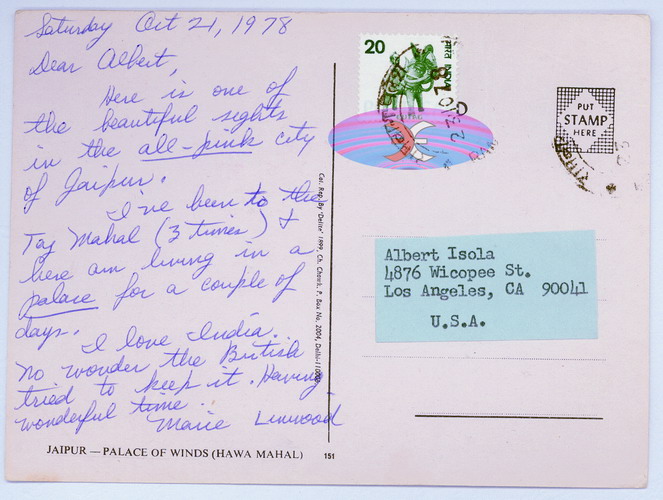 Saturday Oct 21, 1978
Dear Albert,
Here is one of
the beautiful sights
in the all-pink city
of Jaipur.
I've been to the
Taj Mahal (3 times) &
here am living in a
palace for a couple of
days.
I love India.
No wonder the British
tried to keep it. Having
wonderful time.
Marie Linwood
JAIPUR — PALACE OF WINDS (HAWA MAHAL) 151
20
PUT
STAMP
HERE
Albert Isola
4876 Wicopee St.
Los Angeles, CA 90041
U.S.A.